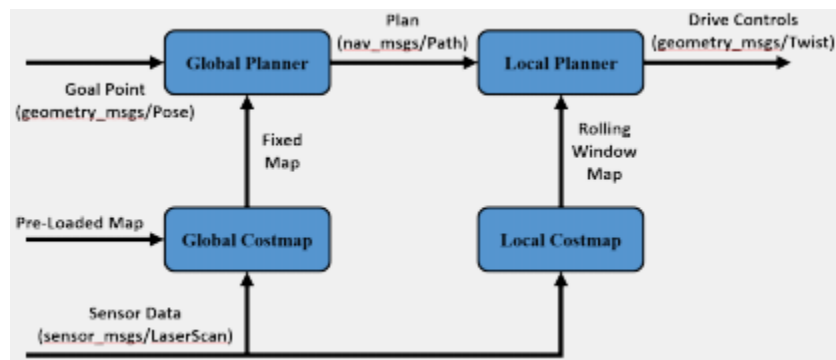 Plan
(nav_msgs/Path)
Drive Controls
(geometry_msgs/Twist)
Global Planner
Local Planner
Goal Point
(geometry_msgs/Pose)
Fixed
Map
Rolling
Window
Map
Pre-Loaded Map
Global Costmap
Local Costmap
Sensor Data
(sensor_msgs/LaserScan)